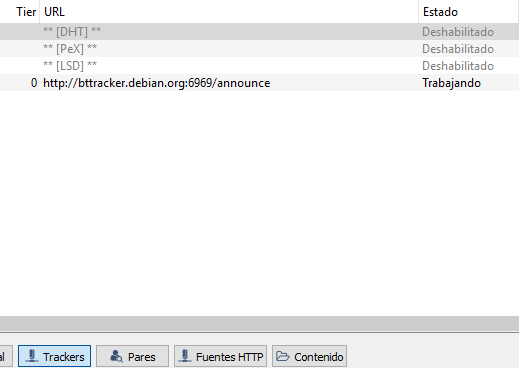 Tier URL Estado
** [DHT] ** Deshabilitado
** [PeX] ** Deshabilitado
** [LSD] ** Deshabilitado
0 http://bttracker.debian.org:6969/announce Trabajando
al Trackers Pares Fuentes HTTP Contenido